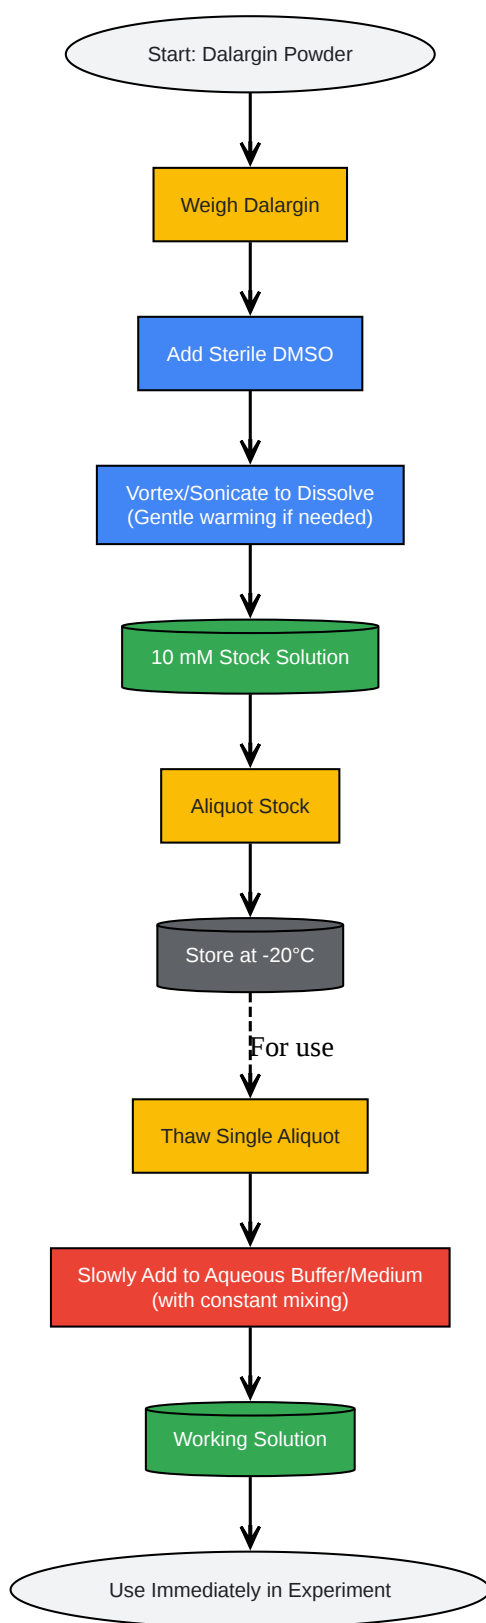 Start: Dalargin Powder
Weigh Dalargin
Add Sterile DMSO
Vortex/Sonicate to Dissolve
(Gentle warming if needed)
10 mM Stock Solution
Aliquot Stock
Store at -20°C
For use
Thaw Single Aliquot
Slowly Add to Aqueous Buffer/Medium
(with constant mixing)
Working Solution
Use Immediately in Experiment